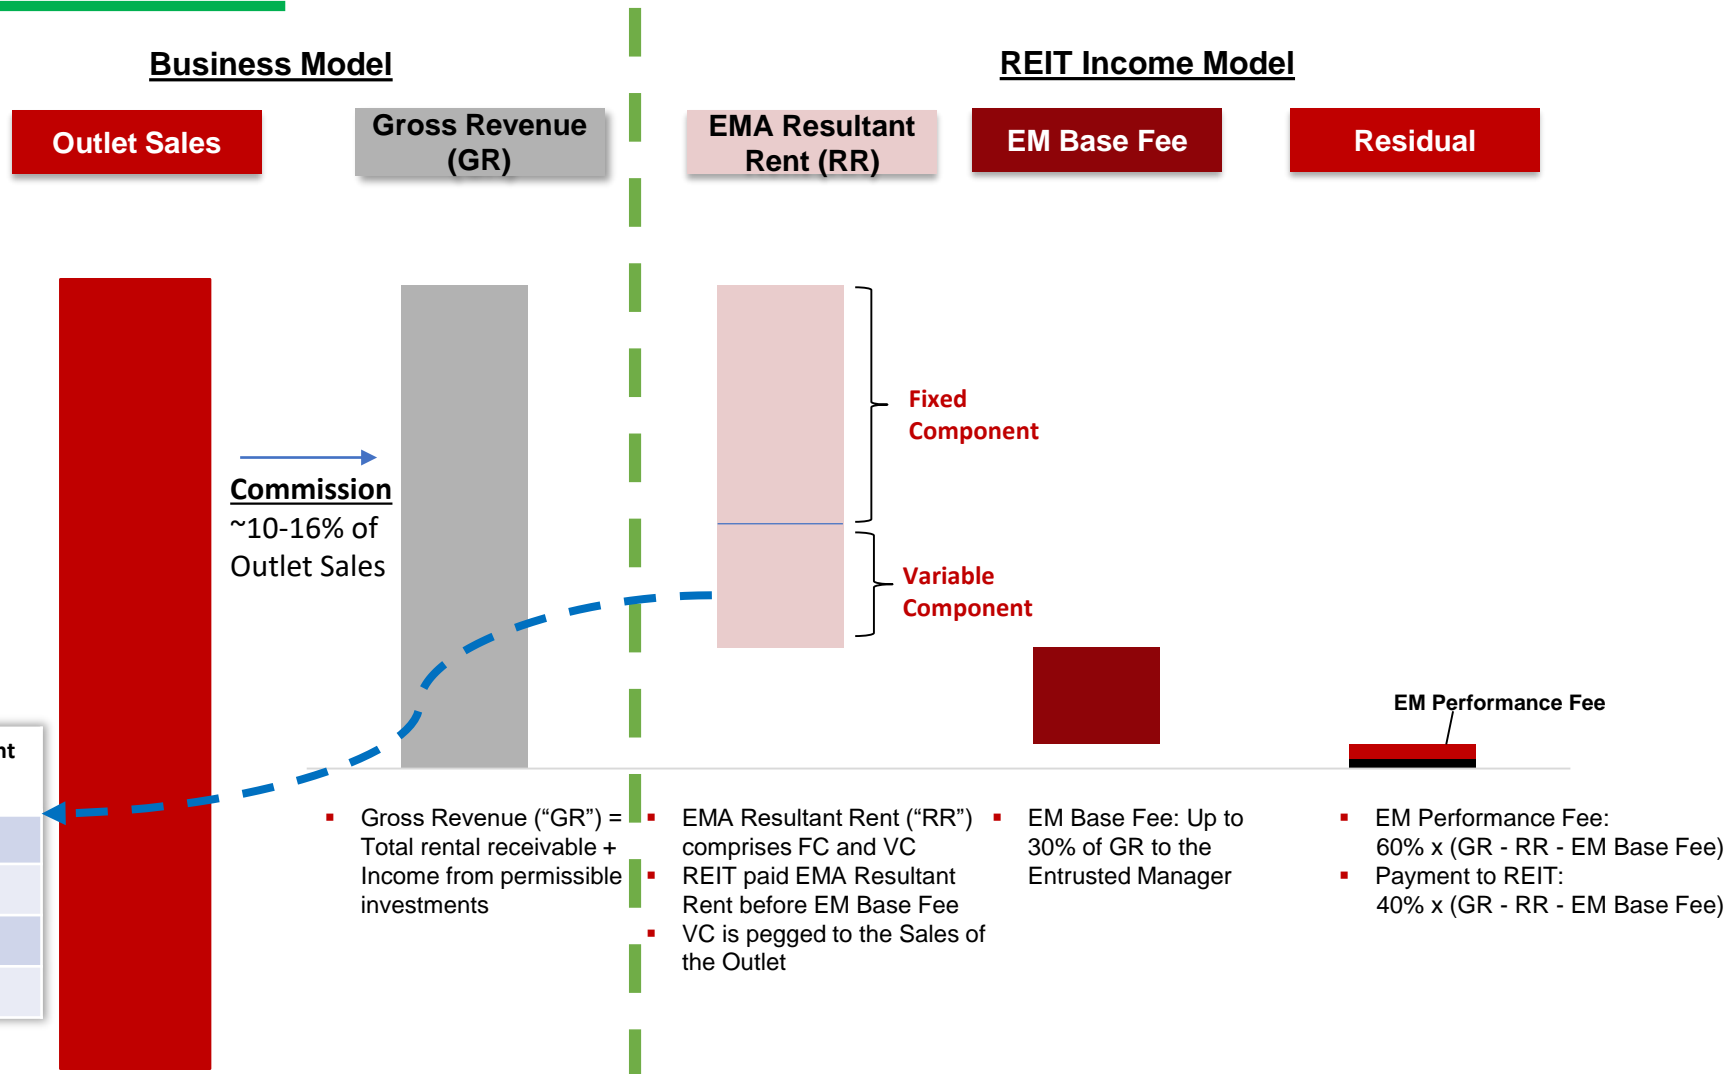 Business Model
REIT Income Model
Outlet Sales
Gross Revenue
(GR)
EMA Resultant
Rent (RR)
EM Base Fee
Residual
Fixed
Component
Commission
~10-16% of
Outlet Sales
Variable
Component
EM Performance Fee
▪ Gross Revenue (“GR”) =
Total rental receivable +
Income from permissible
investments
▪ EMA Resultant Rent (“RR”)
comprises FC and VC
▪ REIT paid EMA Resultant
Rent before EM Base Fee
▪ VC is pegged to the Sales of
the Outlet
▪ EM Base Fee: Up to
30% of GR to the
Entrusted Manager
▪ EM Performance Fee:
60% x (GR - RR - EM Base Fee)
▪ Payment to REIT:
40% x (GR - RR - EM Base Fee)